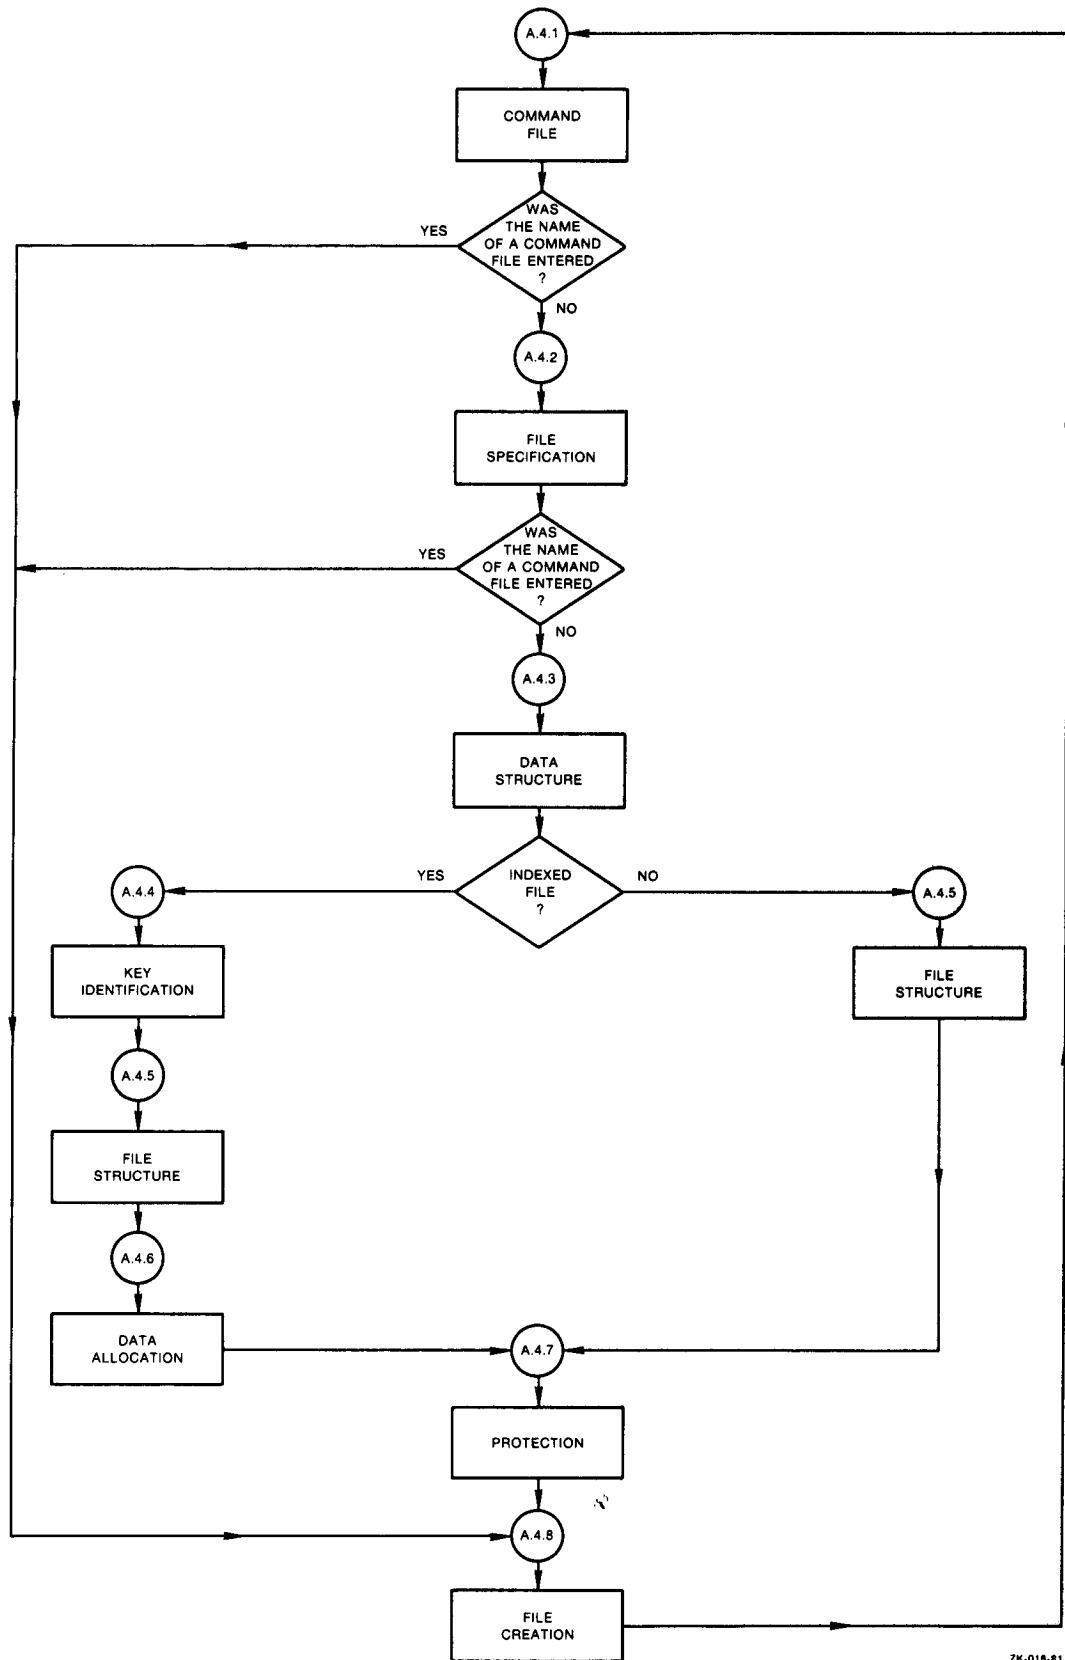 A.4.1
COMMAND
FILE
WAS
THE NAME
OF A COMMAND
FILE ENTERED
?
YES
NO
A.4.2
FILE
SPECIFICATION
WAS
THE NAME
OF A COMMAND
FILE ENTERED
?
YES
NO
A.4.3
DATA
STRUCTURE
INDEXED
FILE
?
YES
NO
A.4.4
KEY
IDENTIFICATION
A.4.5
FILE
STRUCTURE
A.4.6
DATA
ALLOCATION
A.4.5
FILE
STRUCTURE
A.4.7
PROTECTION
A.4.8
FILE
CREATION
ZK-018-81